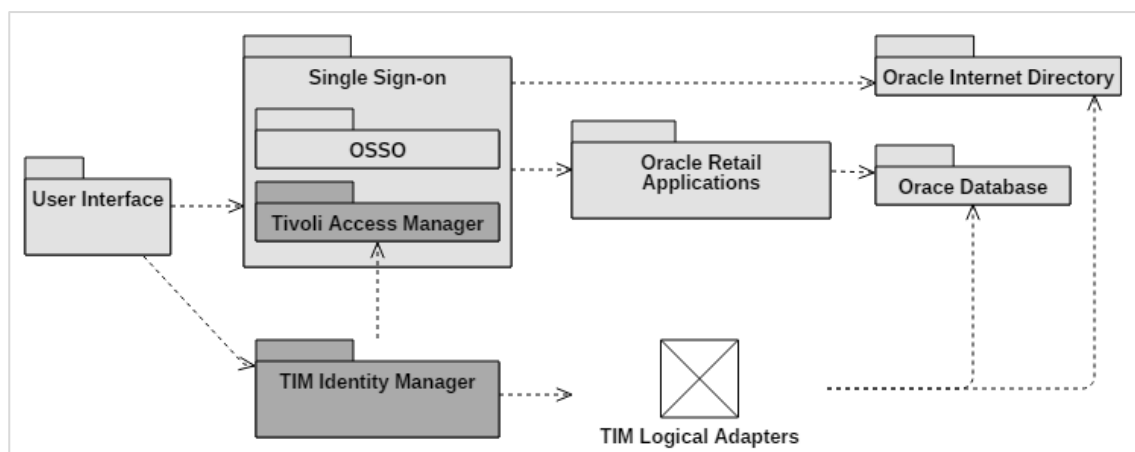 Single Sign-on
Oracle Internet Directory
OSSO
Oracle Retail
Applications
Orace Database
User Interface
Tivoli Access Manager
TIM Identity Manager
TIM Logical Adapters